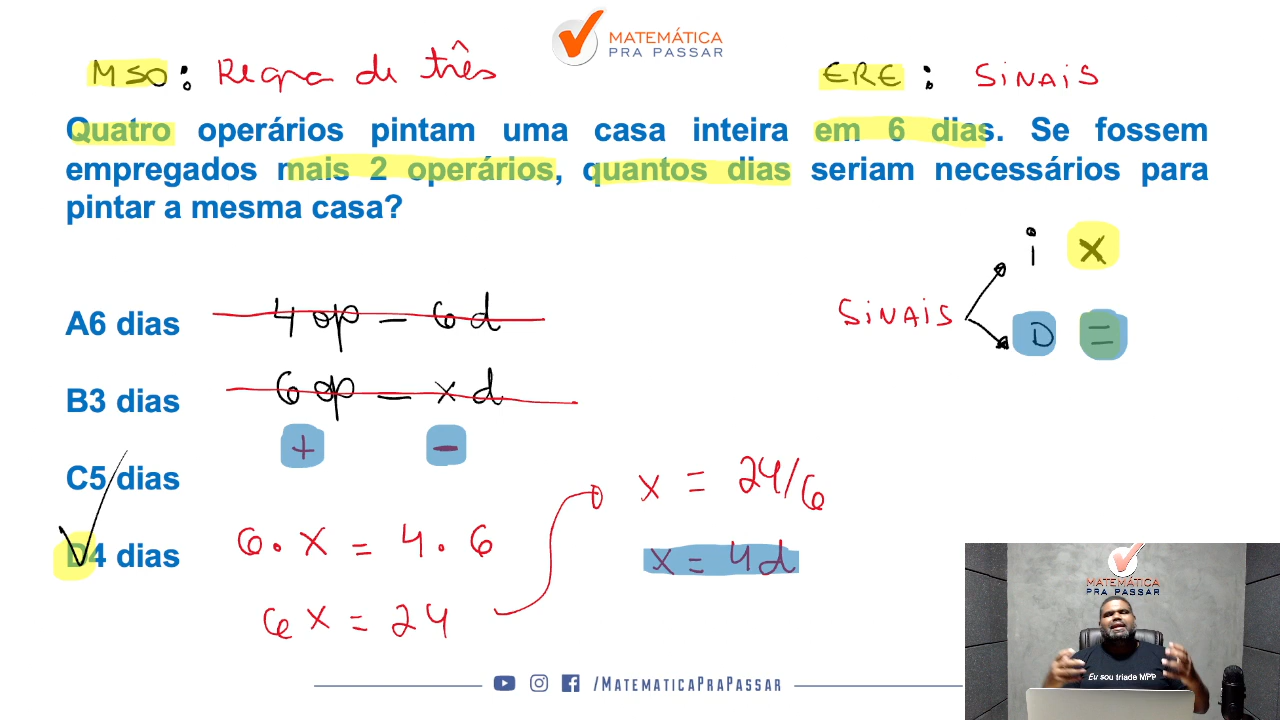 MATEMÁTICA
PRA PASSAR
MSO: Regra de três
ERE: SiNAiS
Quatro operários pintam uma casa inteira em 6 dias. Se fossem
empregados mais 2 operários, quantos dias seriam necessários para
pintar a mesma casa?
i X
SiNAiS
D =
A6 dias
4 op – 6 d
B3 dias
6 op – x d
+ –
C5 dias
x = 24/6
D4 dias
6 . x = 4 . 6
x = 4d
6x = 24
MATEMÁTICA
PRA PASSAR
Eu sou tríade MPP
/MATEMATICAPRAPASSAR